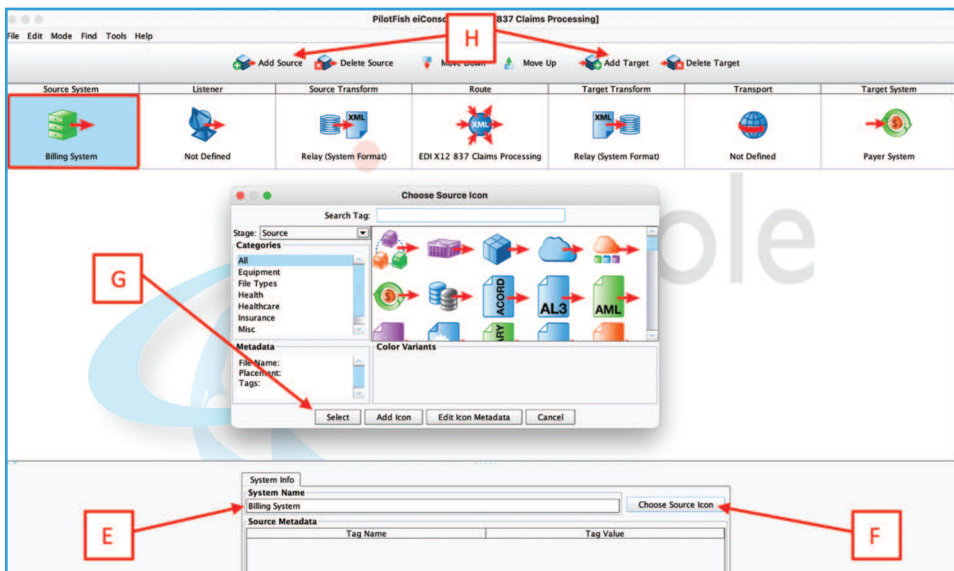 PilotFish eiConso 837 Claims Processing]
File Edit Mode Find Tools Help
H
Add Source Delete Source Move Down Move Up Add Target Delete Target
Source System Listener Source Transform Route Target Transform Transport Target System
XML XML XML
Billing System Not Defined Relay (System Format) EDI X12 837 Claims Processing Relay (System Format) Not Defined Payer System
ole
Choose Source Icon
Search Tag:
Stage: Source
Categories
All
Equipment
File Types
Health
Healthcare
Insurance
Misc
ACORD AL3 AML
ARY
G
Metadata Color Variants
File Name:
Placement:
Tags:
Select Add Icon Edit Icon Metadata Cancel
System Info
System Name
Billing System Choose Source Icon
Source Metadata
Tag Name Tag Value
E F